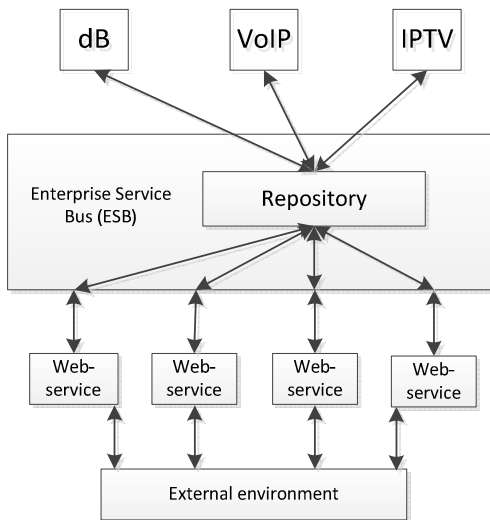 dB
VoIP
IPTV
Enterprise Service
Bus (ESB)
Repository
Web-
service
Web-
service
Web-
service
Web-
service
External environment